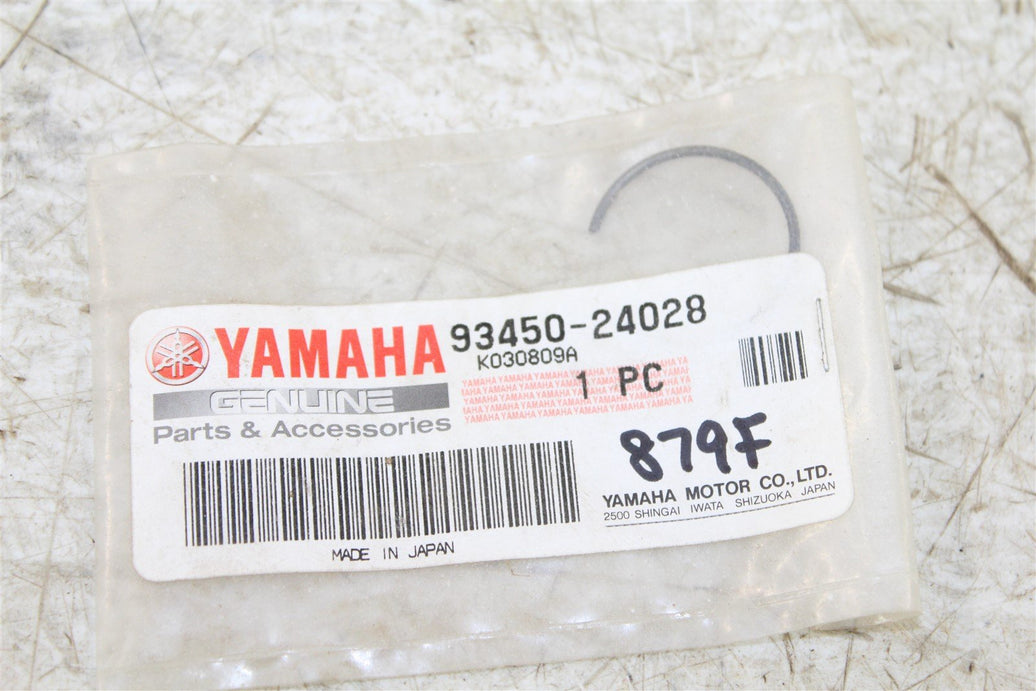 YAMAHA 93450-24028
K030809A
GENUINE
1 PC
Parts & Accessories
879F
YAMAHA MOTOR CO., LTD.
2500 SHINGAI IWATA SHIZUOKA JAPAN
MADE IN JAPAN